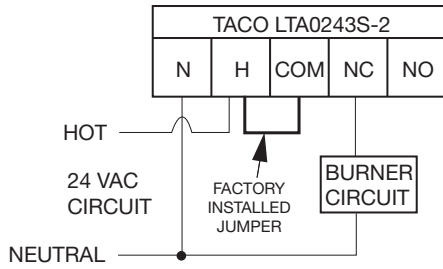 TACO LTA0243S-2
N H COM NC NO
HOT
24 VAC
CIRCUIT
FACTORY
INSTALLED
JUMPER
BURNER
CIRCUIT
NEUTRAL